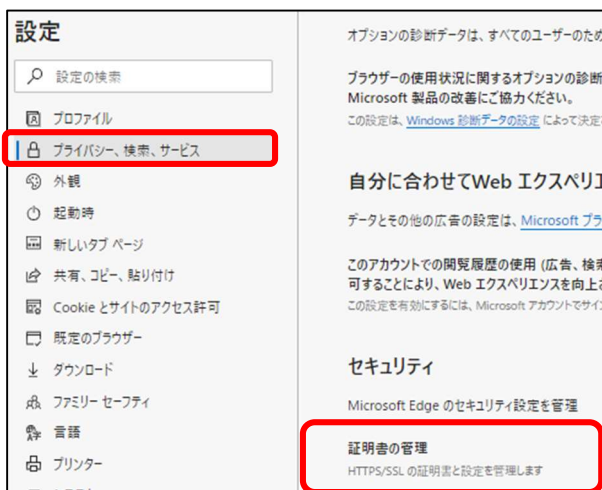 設定
設定の検索
プロファイル
プライバシー、検索、サービス
外観
起動時
新しいタブ ページ
共有、コピー、貼り付け
Cookie とサイトのアクセス許可
既定のブラウザー
ダウンロード
ファミリー セーフティ
言語
プリンター
オプションの診断データは、すべてのユーザーのため
ブラウザーの使用状況に関するオプションの診断
Microsoft 製品の改善にご協力ください。
この設定は、Windows 診断データの設定 によって決定
自分に合わせてWeb エクスペリエ
データとその他の広告の設定は、Microsoft プラ
このアカウントでの閲覧履歴の使用 (広告、検索
可することにより、Web エクスペリエンスを向上さ
この設定を有効にするには、Microsoft アカウントでサイン
セキュリティ
Microsoft Edge のセキュリティ設定を管理
証明書の管理
HTTPS/SSL の証明書と設定を管理します